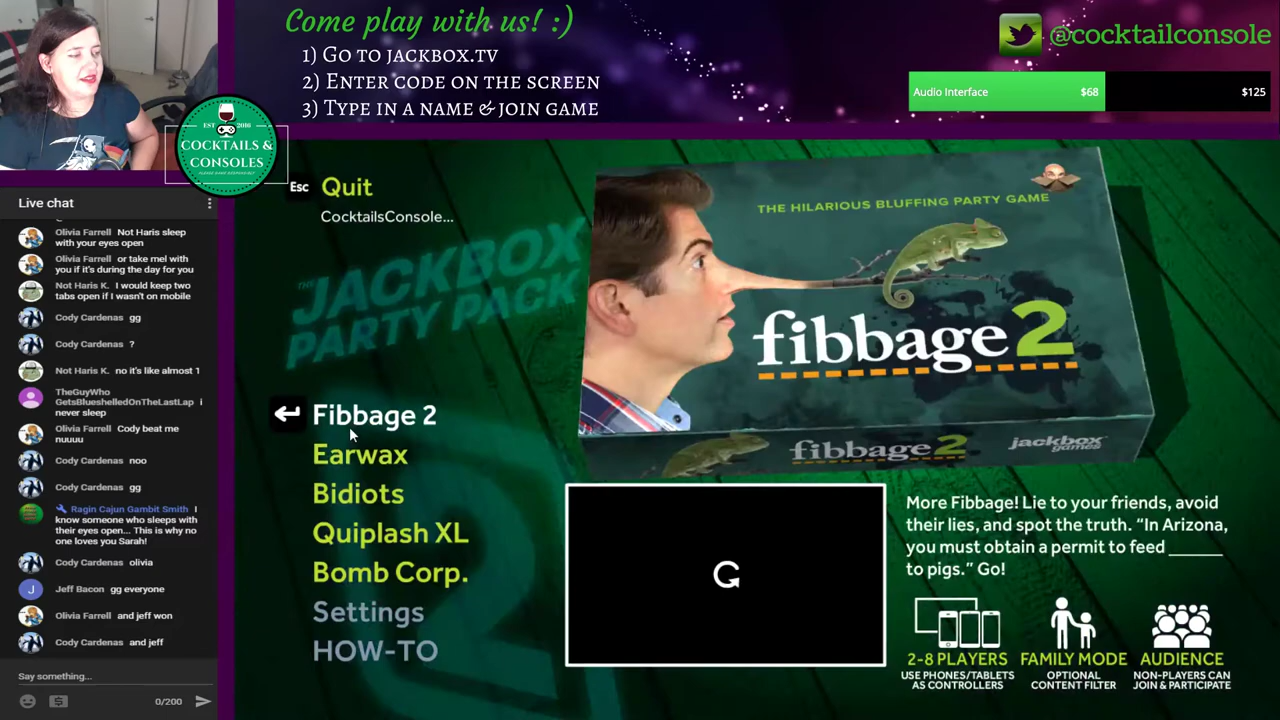 Come play with us! :)
1) Go to jackbox.tv
2) Enter code on the screen
3) Type in a name & join game
@cocktailconsole
Audio Interface $68 $125
EST 2016
COCKTAILS &
CONSOLES
PLEASE GAME RESPONSIBLY
Live chat
Olivia Farrell Not Haris sleep
with your eyes open
Olivia Farrell or take mel with
you if it's during the day for you
Not Haris K. I would keep two
tabs open if I wasn't on mobile
Cody Cardenas gg
Cody Cardenas ?
Not Haris K. no it's like almost 1
TheGuyWho
GetsBlueshelledOnTheLastLap i
never sleep
Olivia Farrell Cody beat me
nuuuu
Cody Cardenas noo
Cody Cardenas gg
Ragin Cajun Gambit Smith I
know someone who sleeps with
their eyes open... This is why no
one loves you Sarah!
Cody Cardenas olivia
Jeff Bacon gg everyone
Olivia Farrell and jeff won
Cody Cardenas and jeff
Say something...
0/200
Esc Quit
CocktailsConsole...
THE
JACKBOX
PARTY PACK
2
Fibbage 2
Earwax
Bidiots
Quiplash XL
Bomb Corp.
Settings
HOW-TO
THE HILARIOUS BLUFFING PARTY GAME
fibbage 2
fibbage 2
jackbox
games
More Fibbage! Lie to your friends, avoid
their lies, and spot the truth. "In Arizona,
you must obtain a permit to feed ______
to pigs." Go!
2-8 PLAYERS
USE PHONES/TABLETS
AS CONTROLLERS
FAMILY MODE
OPTIONAL
CONTENT FILTER
AUDIENCE
NON-PLAYERS CAN
JOIN & PARTICIPATE